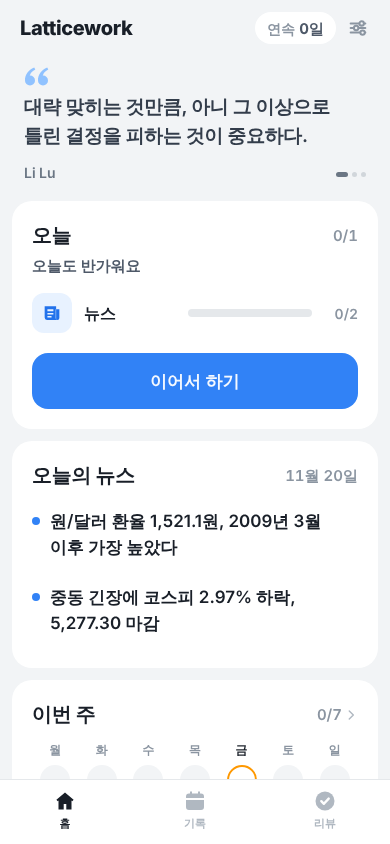 Latticework
연속 0일
대략 맞히는 것만큼, 아니 그 이상으로
틀린 결정을 피하는 것이 중요하다.
Li Lu
오늘
0/1
오늘도 반가워요
뉴스
0/2
이어서 하기
오늘의 뉴스
11월 20일
원/달러 환율 1,521.1원, 2009년 3월
이후 가장 높았다
중동 긴장에 코스피 2.97% 하락,
5,277.30 마감
이번 주
0/7
월 화 수 목 금 토 일
홈 기록 리뷰